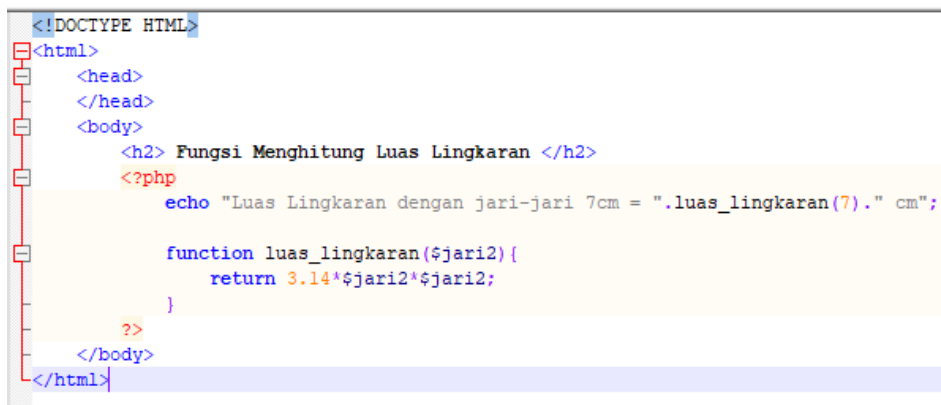 <!DOCTYPE HTML>
<html>
<head>
</head>
<body>
<h2> Fungsi Menghitung Luas Lingkaran </h2>
<?php
echo "Luas Lingkaran dengan jari-jari 7cm = ".luas_lingkaran(7)." cm";
function luas_lingkaran($jari2){
return 3.14*$jari2*$jari2;
}
?>
</body>
</html>